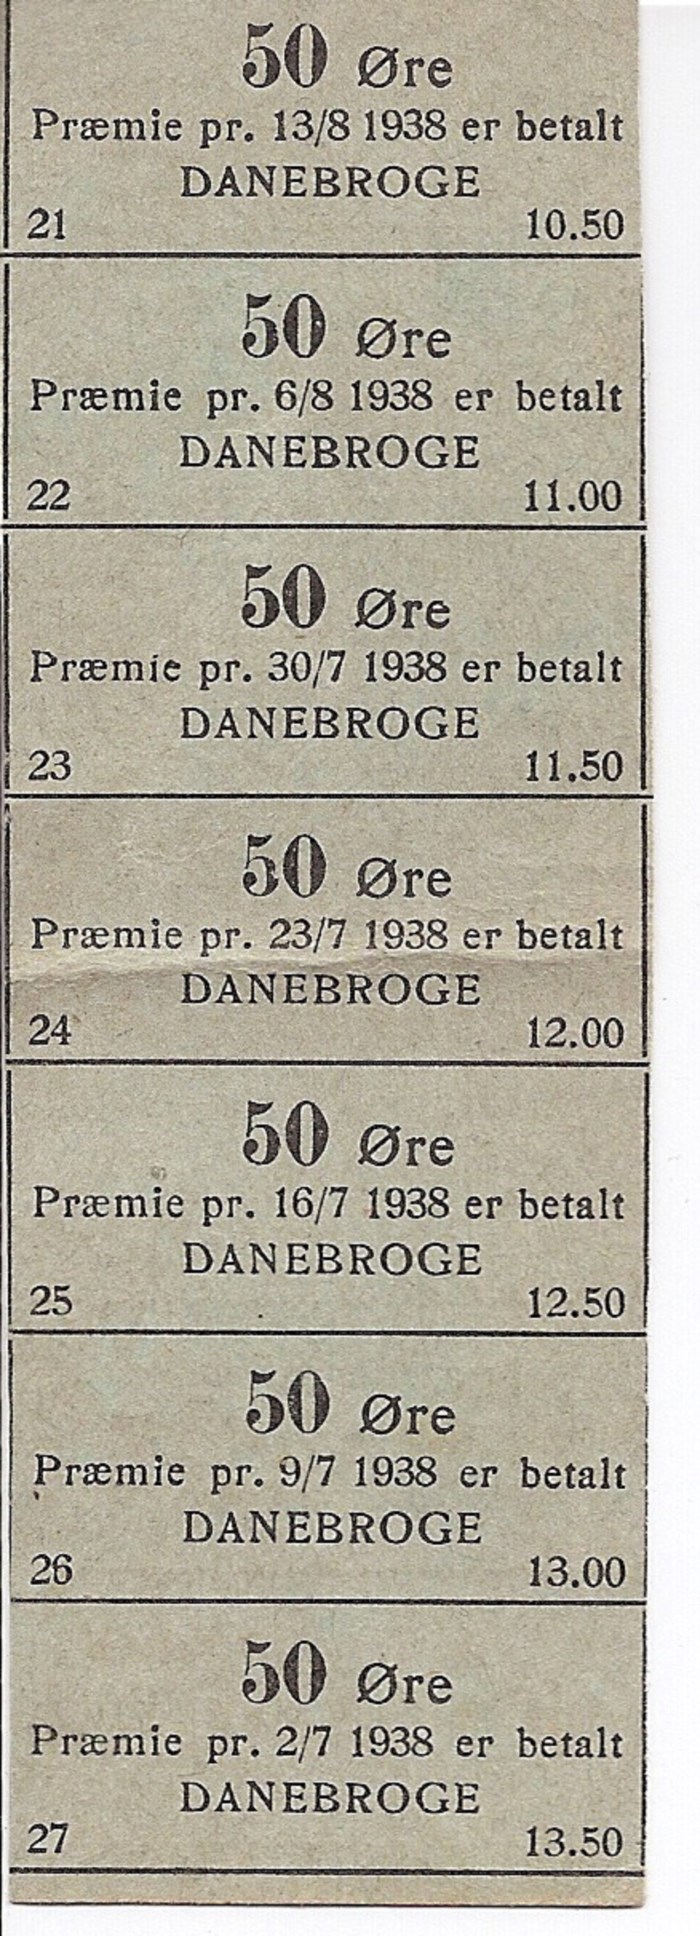 50 Øre
Præmie pr. 13/8 1938 er betalt
DANEBROGE
21 10.50
50 Øre
Præmie pr. 6/8 1938 er betalt
DANEBROGE
22 11.00
50 Øre
Præmie pr. 30/7 1938 er betalt
DANEBROGE
23 11.50
50 Øre
Præmie pr. 23/7 1938 er betalt
DANEBROGE
24 12.00
50 Øre
Præmie pr. 16/7 1938 er betalt
DANEBROGE
25 12.50
50 Øre
Præmie pr. 9/7 1938 er betalt
DANEBROGE
26 13.00
50 Øre
Præmie pr. 2/7 1938 er betalt
DANEBROGE
27 13.50